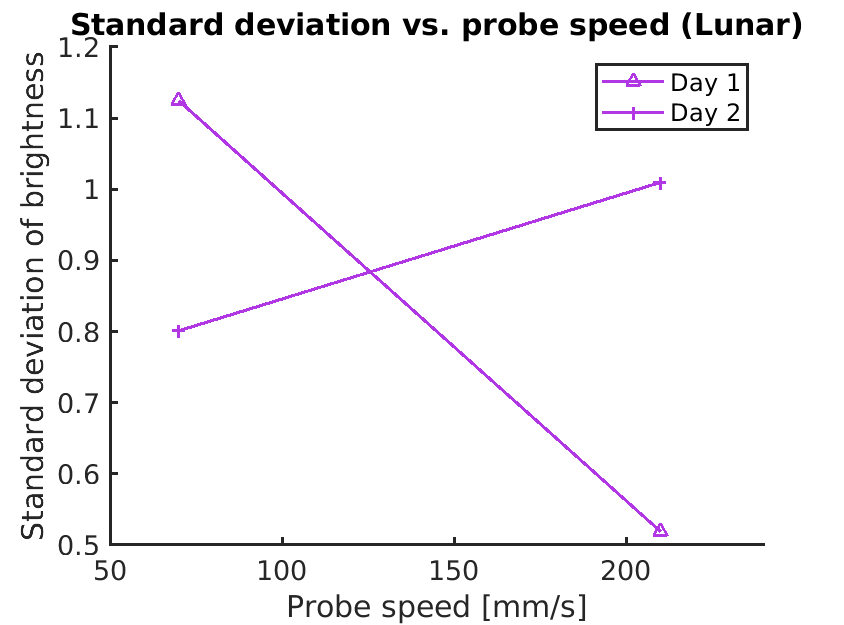 Standard deviation vs. probe speed (Lunar)
Day 1
Day 2
Standard deviation of brightness
1.2
1.1
1
0.9
0.8
0.7
0.6
0.5
50
100
150
200
Probe speed [mm/s]